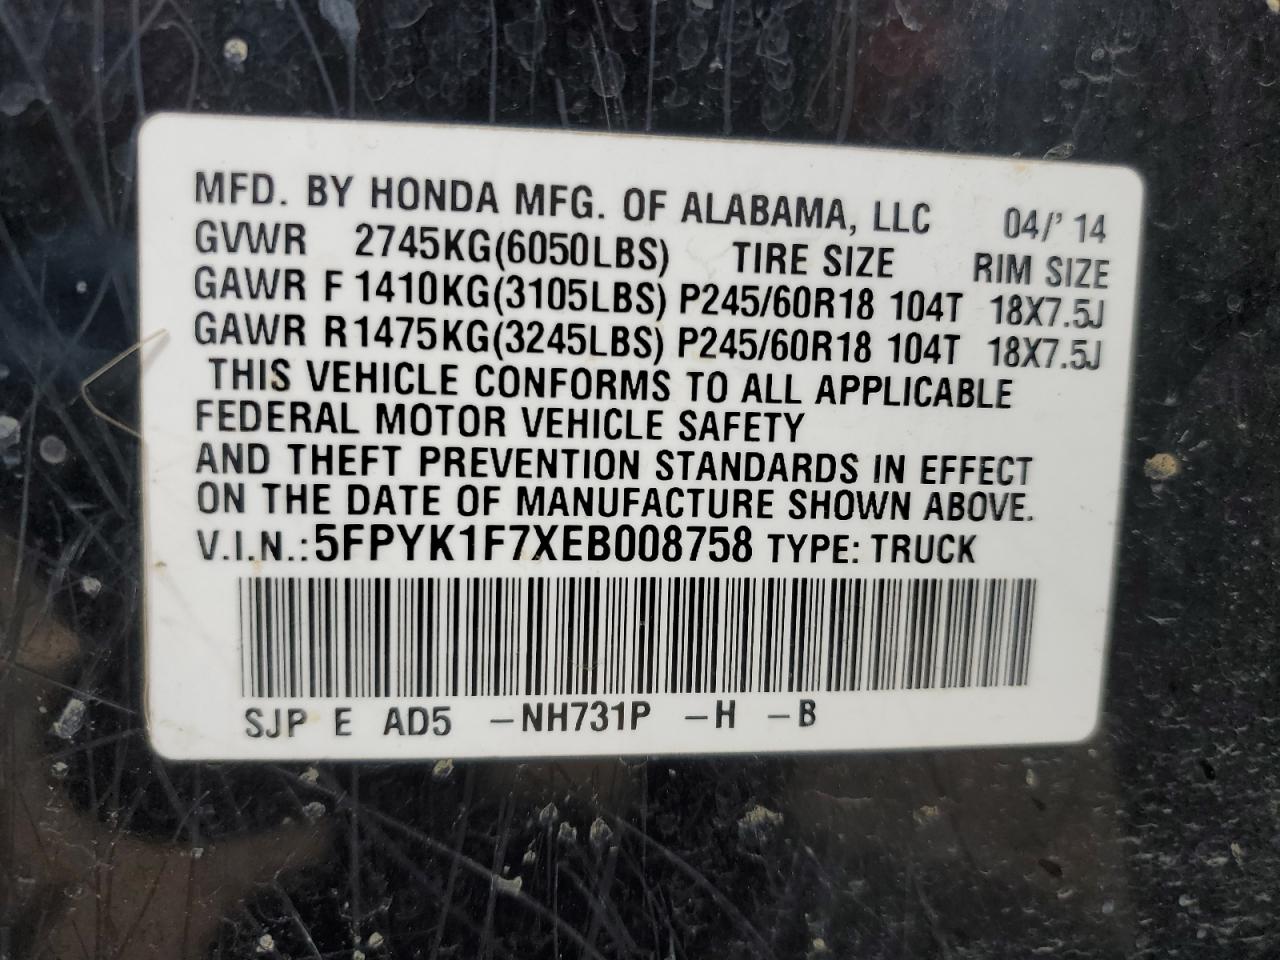 MFD. BY HONDA MFG. OF ALABAMA, LLC 04/' 14
GVWR 2745KG(6050LBS) TIRE SIZE RIM SIZE
GAWR F 1410KG(3105LBS) P245/60R18 104T 18X7.5J
GAWR R 1475KG(3245LBS) P245/60R18 104T 18X7.5J
THIS VEHICLE CONFORMS TO ALL APPLICABLE
FEDERAL MOTOR VEHICLE SAFETY
AND THEFT PREVENTION STANDARDS IN EFFECT
ON THE DATE OF MANUFACTURE SHOWN ABOVE.
V.I.N.:5FPYK1F7XEB008758 TYPE: TRUCK
SJP E AD5 -NH731P -H -B